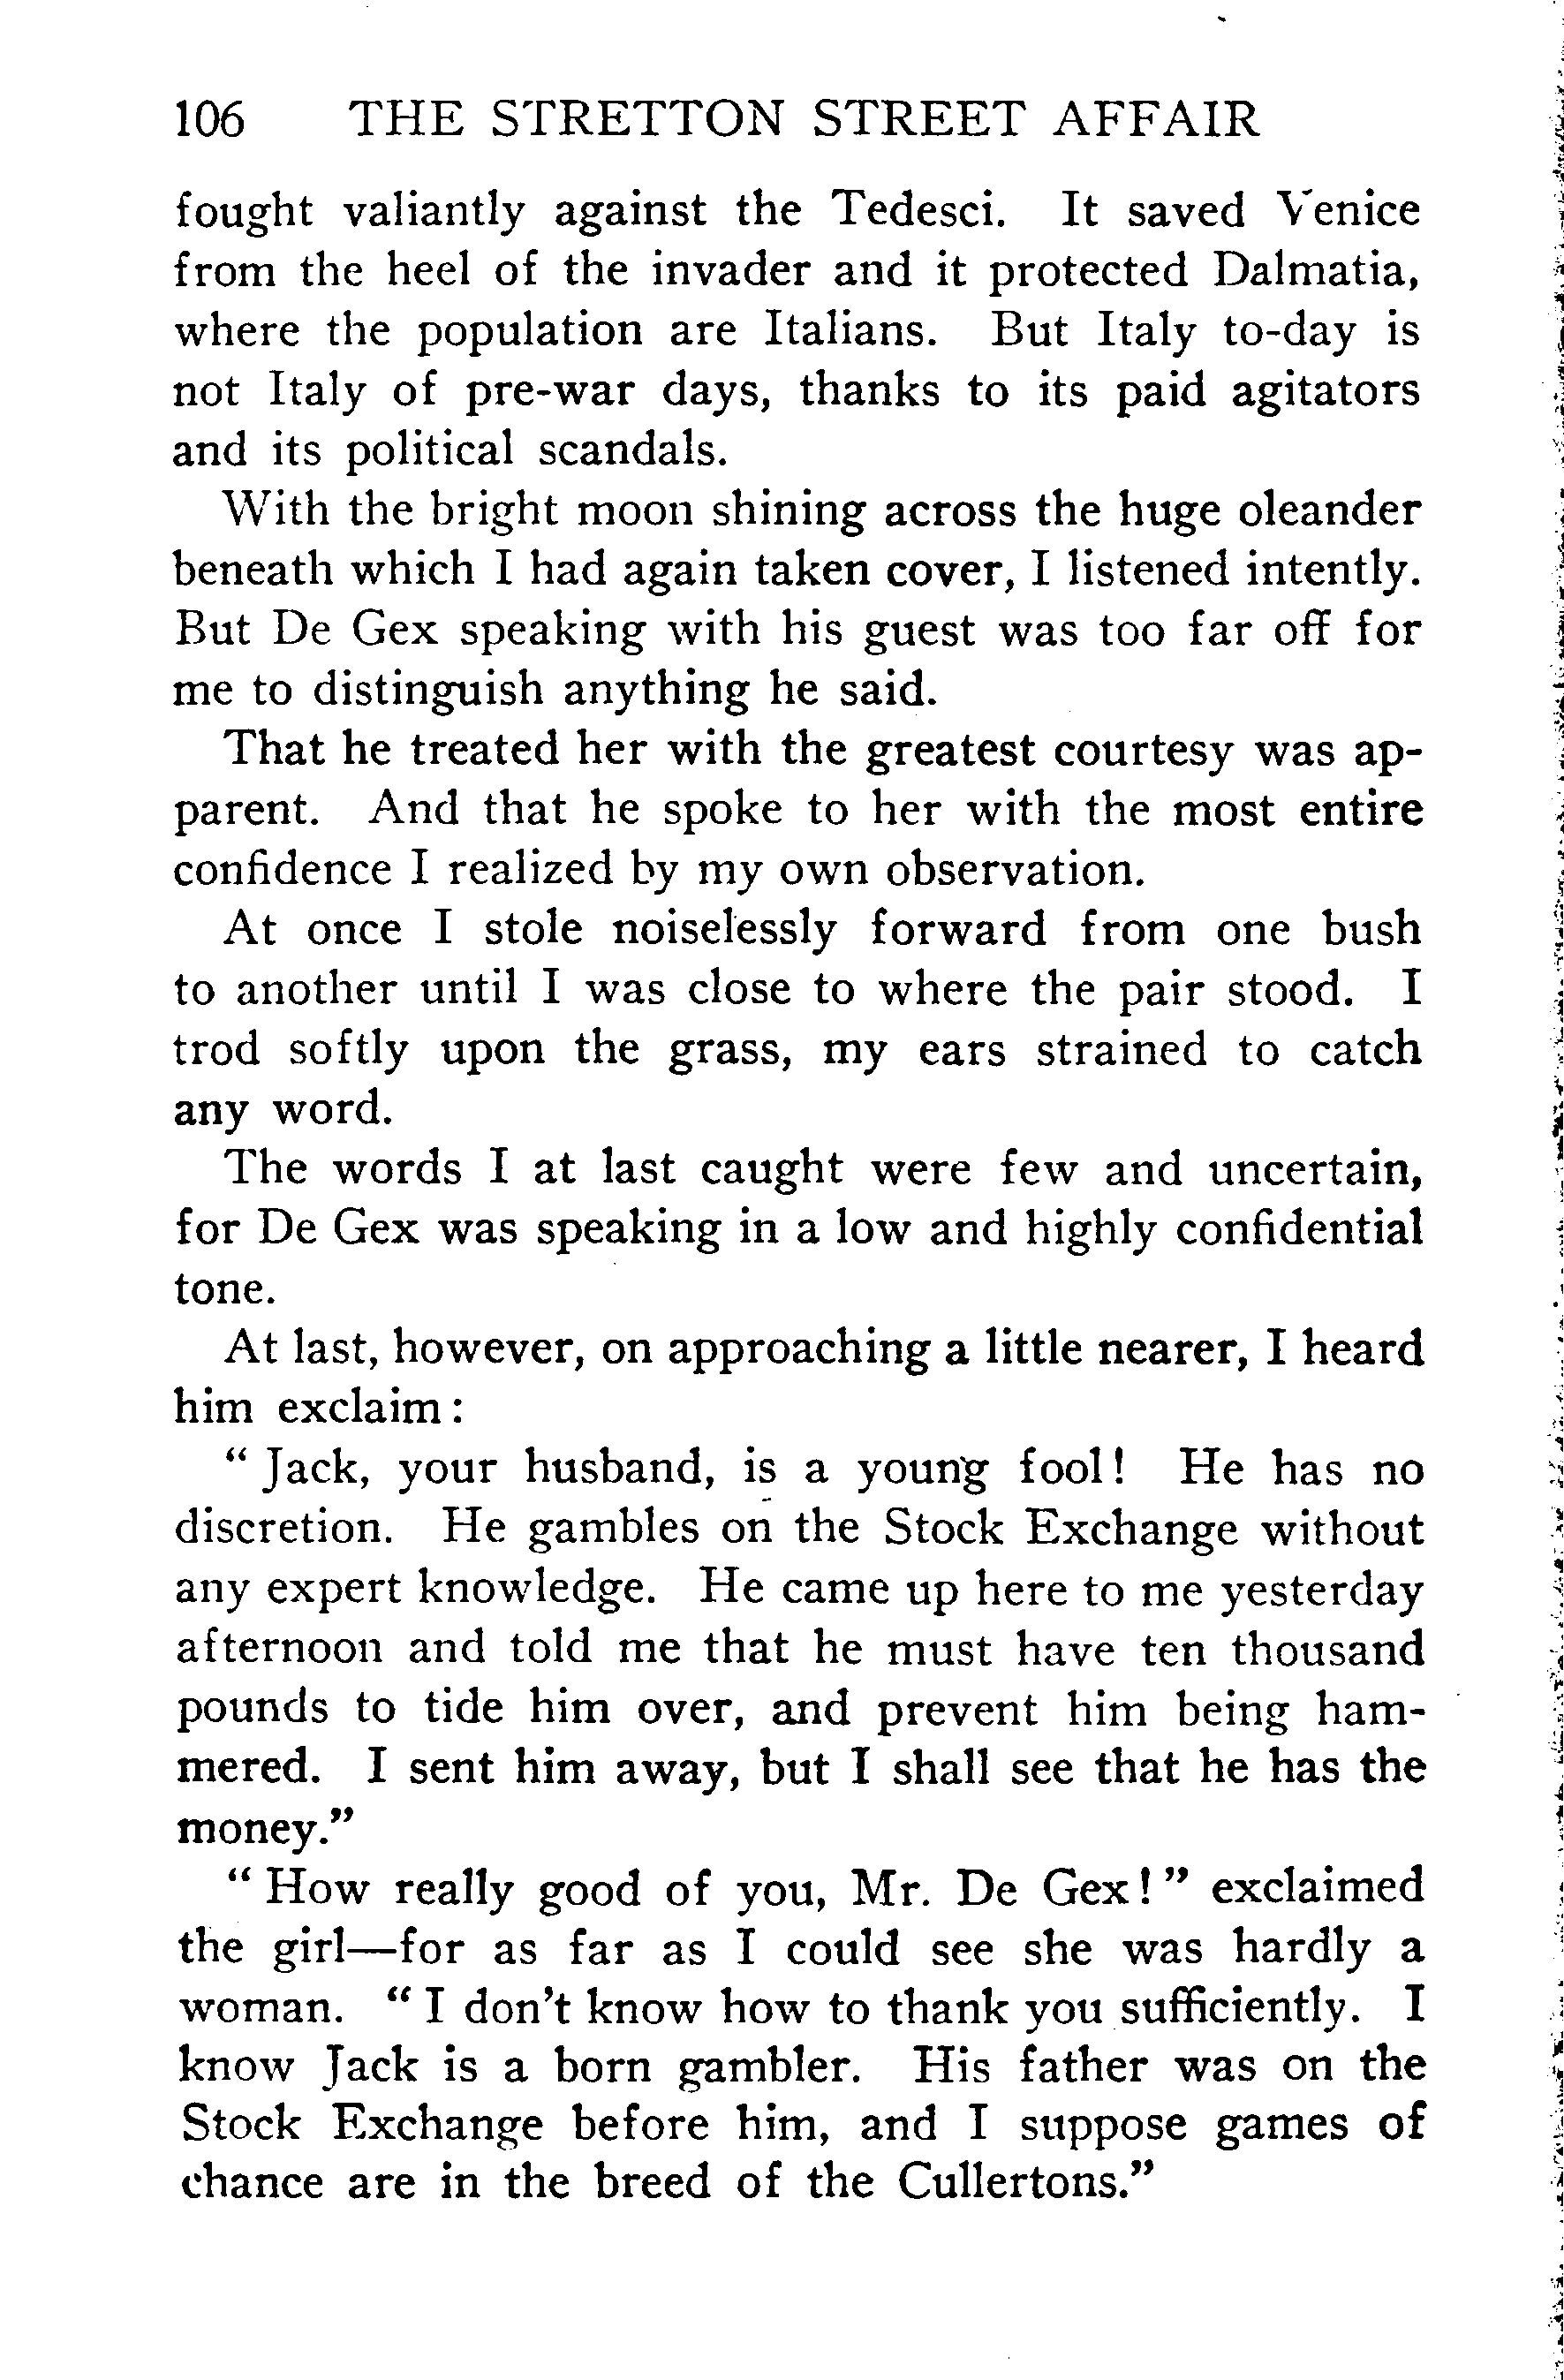 106 THE STRETTON STREET AFFAIR
fought valiantly against the Tedesci. It saved Venice
from the heel of the invader and it protected Dalmatia,
where the population are Italians. But Italy to-day is
not Italy of pre-war days, thanks to its paid agitators
and its political scandals.
With the bright moon shining across the huge oleander
beneath which I had again taken cover, I listened intently.
But De Gex speaking with his guest was too far off for
me to distinguish anything he said.
That he treated her with the greatest courtesy was ap-
parent. And that he spoke to her with the most entire
confidence I realized by my own observation.
At once I stole noiselessly forward from one bush
to another until I was close to where the pair stood. I
trod softly upon the grass, my ears strained to catch
any word.
The words I at last caught were few and uncertain,
for De Gex was speaking in a low and highly confidential
tone.
At last, however, on approaching a little nearer, I heard
him exclaim:
“ Jack, your husband, is a young fool! He has no
discretion. He gambles on the Stock Exchange without
any expert knowledge. He came up here to me yesterday
afternoon and told me that he must have ten thousand
pounds to tide him over, and prevent him being ham-
mered. I sent him away, but I shall see that he has the
money.”
“ How really good of you, Mr. De Gex! ” exclaimed
the girl—for as far as I could see she was hardly a
woman. “ I don't know how to thank you sufficiently. I
know Jack is a born gambler. His father was on the
Stock Exchange before him, and I suppose games of
chance are in the breed of the Cullertons.”